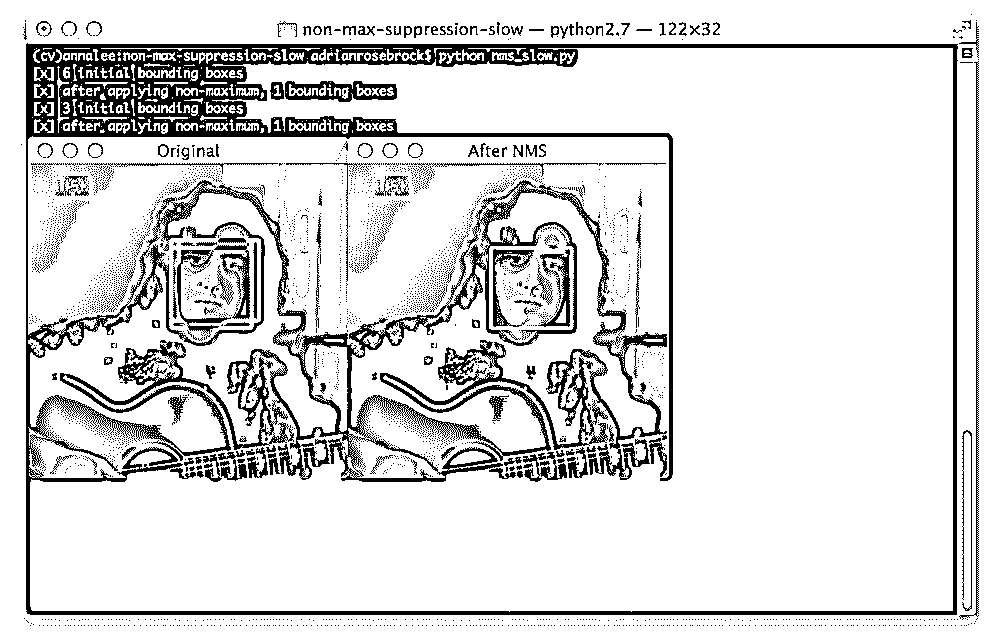 non-max-suppression-slow — python2.7 — 122×32
(cv)annalee:non-max-suppression-slow adrianrosebrock$ python nms_slow.py
[x] 6 initial bounding boxes
[x] after applying non-maximum, 1 bounding boxes
[x] 3 initial bounding boxes
[x] after applying non-maximum, 1 bounding boxes
Original
After NMS